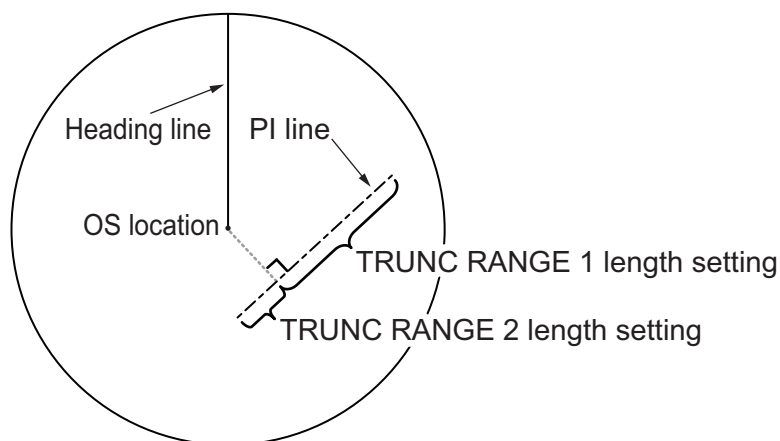 Heading line
PI line
OS location
TRUNC RANGE 1 length setting
TRUNC RANGE 2 length setting